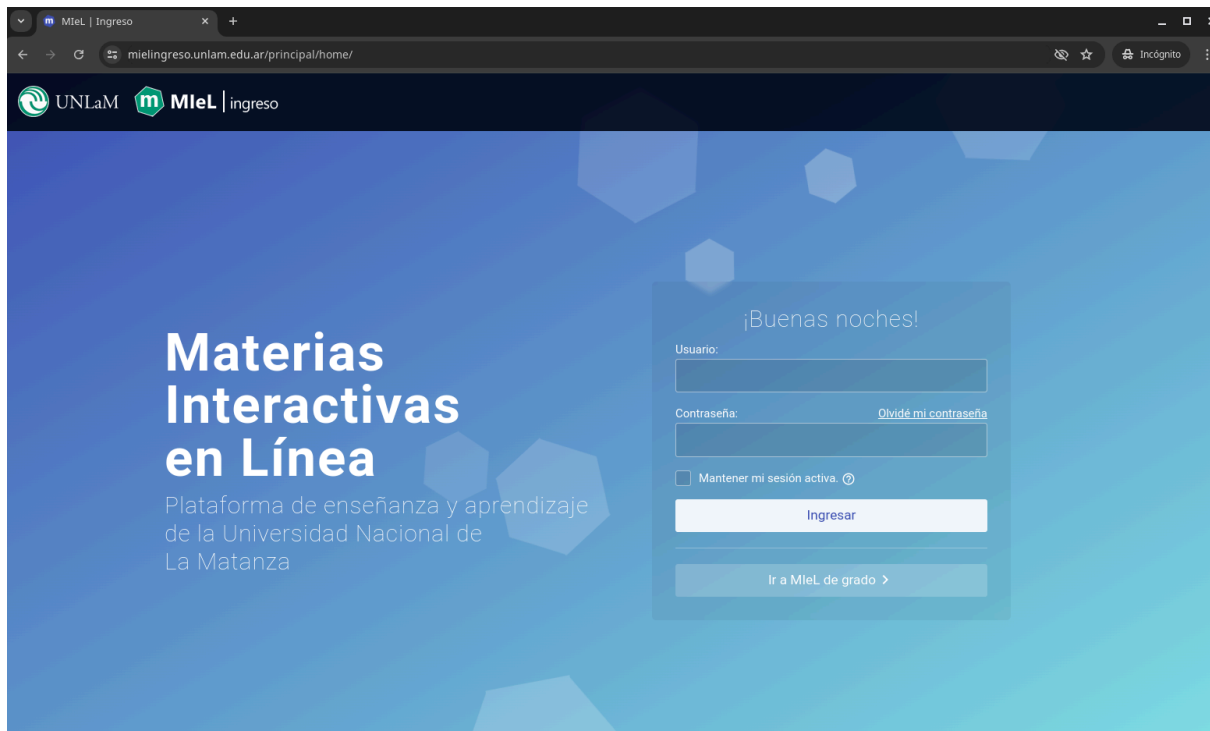 MIeL | Ingreso
mielingreso.unlam.edu.ar/principal/home/
Incógnito
UNLaM
m MIeL | ingreso
¡Buenas noches!
Materias
Interactivas
en Línea
Plataforma de enseñanza y aprendizaje
de la Universidad Nacional de
La Matanza
Usuario:
Contraseña:
Olvidé mi contraseña
Mantener mi sesión activa.
Ingresar
Ir a MIeL de grado